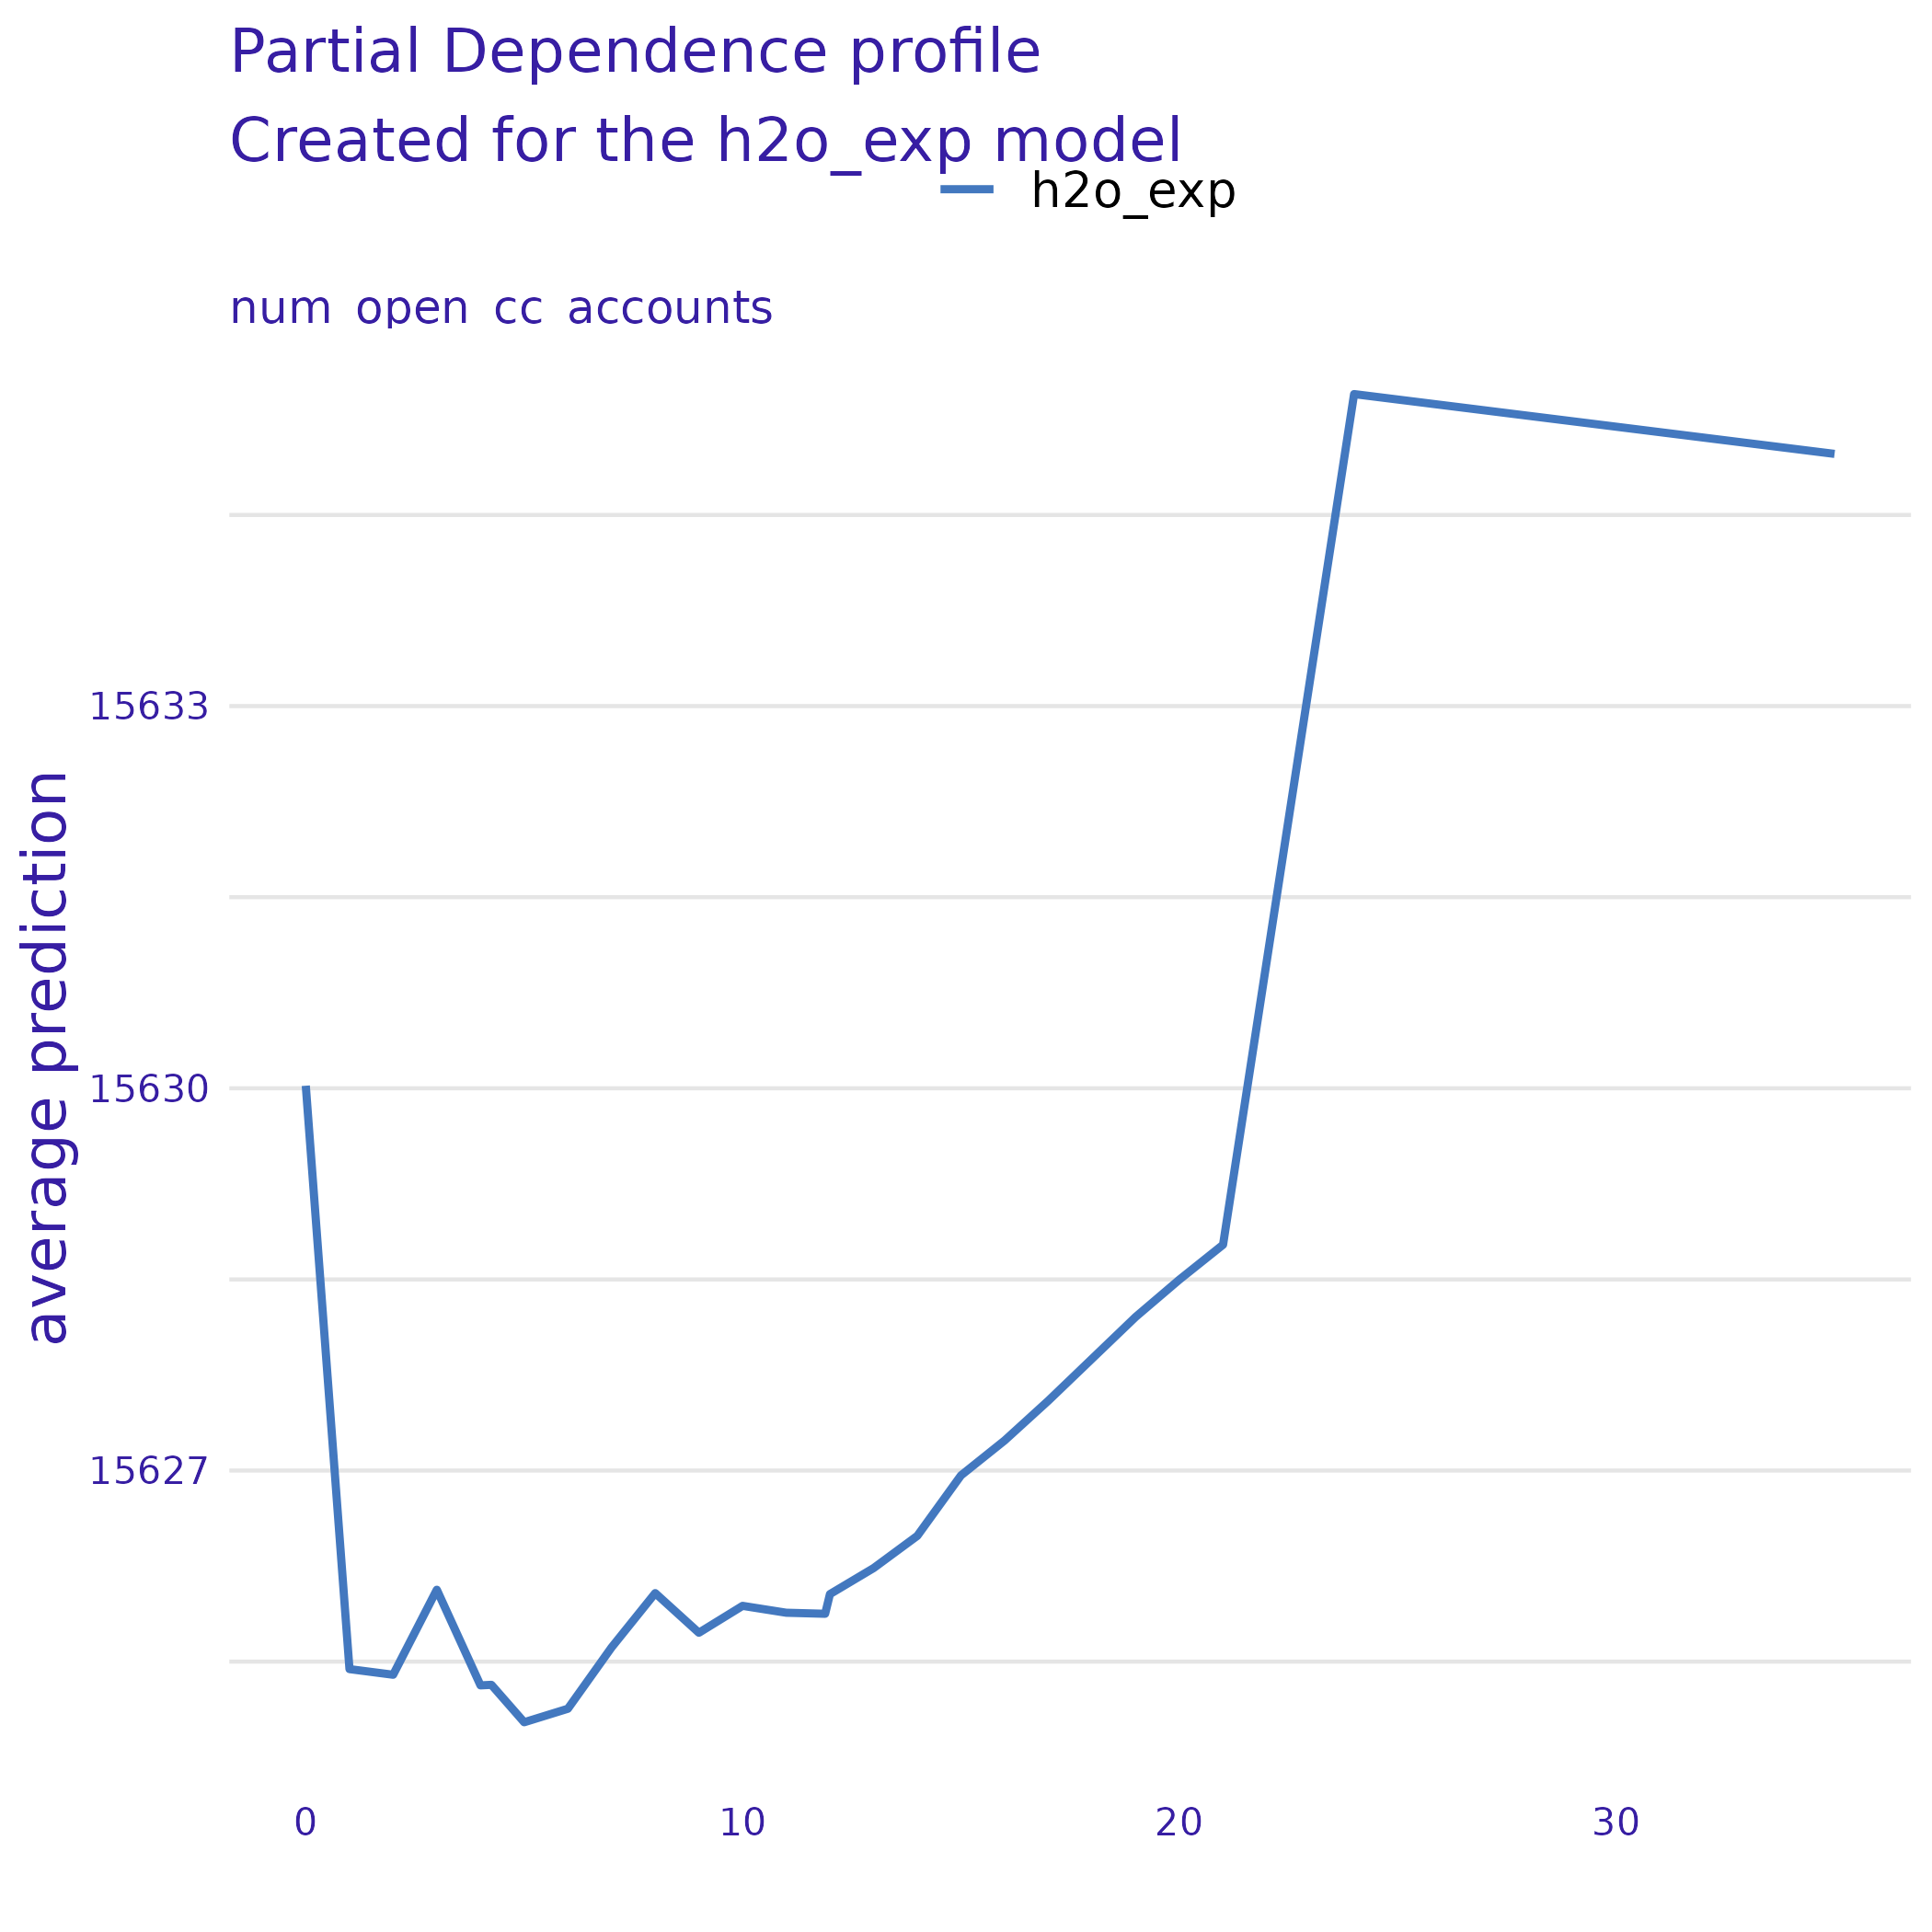 Partial Dependence profile
Created for the h2o_exp model
h2o_exp
num open cc accounts
average prediction
15633
15630
15627
0 10 20 30